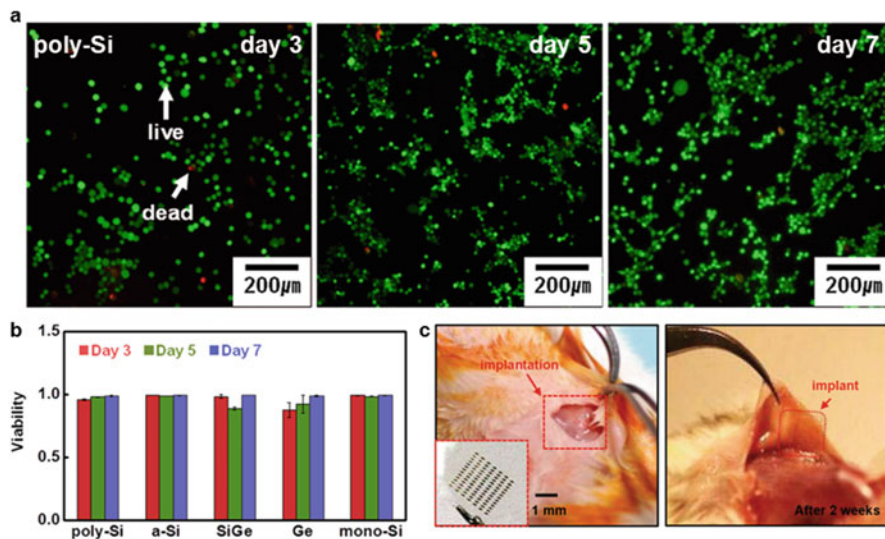 a
poly-Si
day 3
day 5
day 7
live
dead
200㎛
200㎛
200㎛
b
1.5
1.0
0.5
0.0
Viability
Day 3
Day 5
Day 7
poly-Si
a-Si
SiGe
Ge
mono-Si
c
implantation
1 mm
implant
After 2 weeks